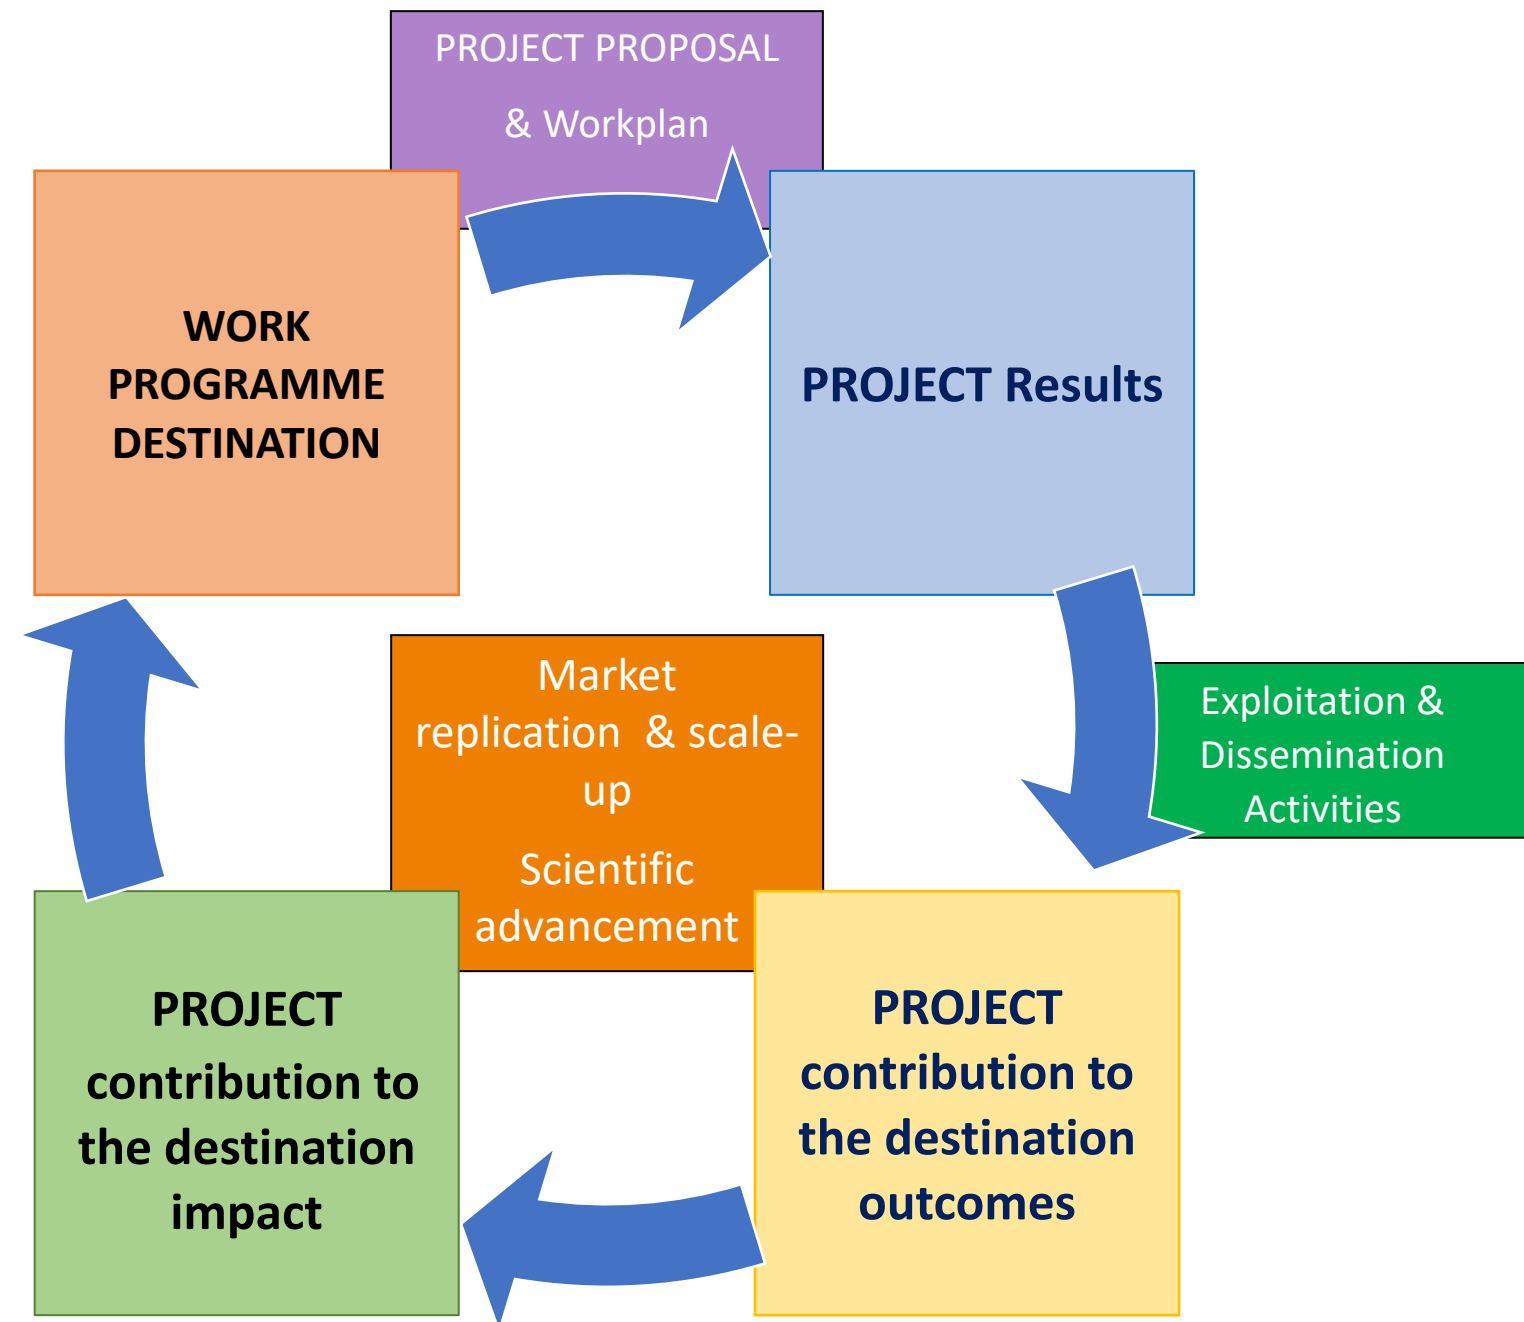 PROJECT PROPOSAL
& Workplan
WORK
PROGRAMME
DESTINATION
PROJECT Results
Market
replication  & scale-
up
Scientific
advancement
Exploitation &
Dissemination
Activities
PROJECT
contribution to
the destination
impact
PROJECT
contribution to
the destination
outcomes